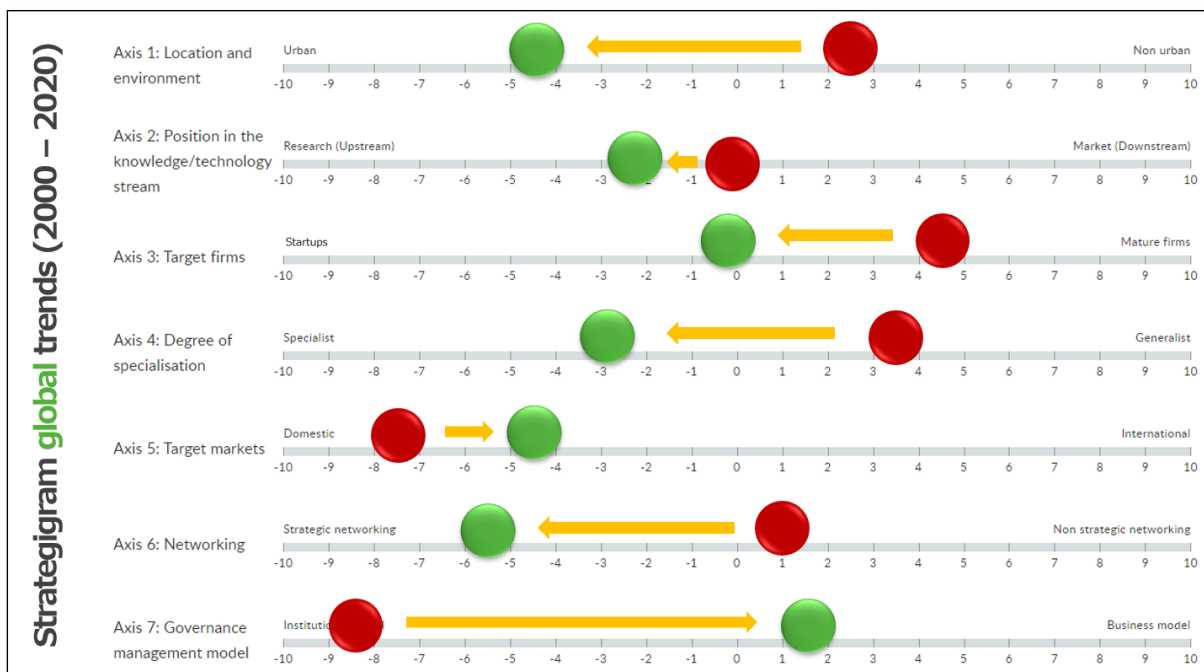 Strategigram global trends (2000 – 2020)
Axis 1: Location and
environment
Urban
Non urban
-10 -9 -8 -7 -6 -5 -4 -3 -2 -1 0 1 2 3 4 5 6 7 8 9 10
Axis 2: Position in the
knowledge/technology
stream
Research (Upstream)
Market (Downstream)
-10 -9 -8 -7 -6 -5 -4 -3 -2 -1 0 1 2 3 4 5 6 7 8 9 10
Axis 3: Target firms
Startups
Mature firms
-10 -9 -8 -7 -6 -5 -4 -3 -2 -1 0 1 2 3 4 5 6 7 8 9 10
Axis 4: Degree of
specialisation
Specialist
Generalist
-10 -9 -8 -7 -6 -5 -4 -3 -2 -1 0 1 2 3 4 5 6 7 8 9 10
Axis 5: Target markets
Domestic
International
-10 -9 -8 -7 -6 -5 -4 -3 -2 -1 0 1 2 3 4 5 6 7 8 9 10
Axis 6: Networking
Strategic networking
Non strategic networking
-10 -9 -8 -7 -6 -5 -4 -3 -2 -1 0 1 2 3 4 5 6 7 8 9 10
Axis 7: Governance
management model
Business model
-10 -9 -8 -7 -6 -5 -4 -3 -2 -1 0 1 2 3 4 5 6 7 8 9 10